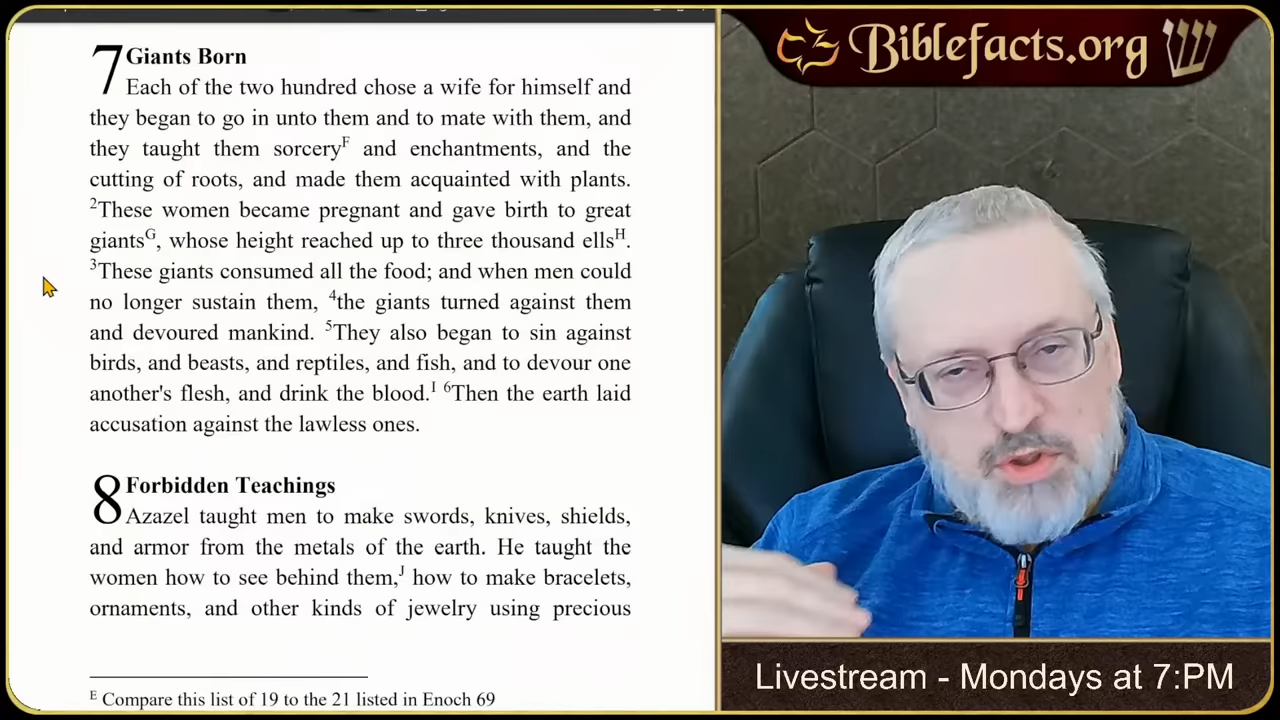 7 Giants Born
Each of the two hundred chose a wife for himself and
they began to go in unto them and to mate with them, and
they taught them sorceryF and enchantments, and the
cutting of roots, and made them acquainted with plants.
2These women became pregnant and gave birth to great
giantsG, whose height reached up to three thousand ellsH.
3These giants consumed all the food; and when men could
no longer sustain them, 4the giants turned against them
and devoured mankind. 5They also began to sin against
birds, and beasts, and reptiles, and fish, and to devour one
another's flesh, and drink the blood.I 6Then the earth laid
accusation against the lawless ones.
8 Forbidden Teachings
Azazel taught men to make swords, knives, shields,
and armor from the metals of the earth. He taught the
women how to see behind them,J how to make bracelets,
ornaments, and other kinds of jewelry using precious
E Compare this list of 19 to the 21 listed in Enoch 69
Biblefacts.org ש
Livestream - Mondays at 7:PM